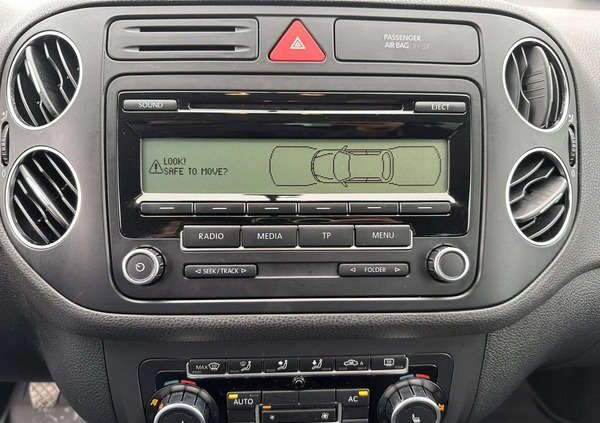 PASSENGER
AIR BAG OFF
SOUND
EJECT
LOOK!
SAFE TO MOVE?
RADIO MEDIA TP MENU
SEEK/TRACK FOLDER
MAX A
AUTO AC